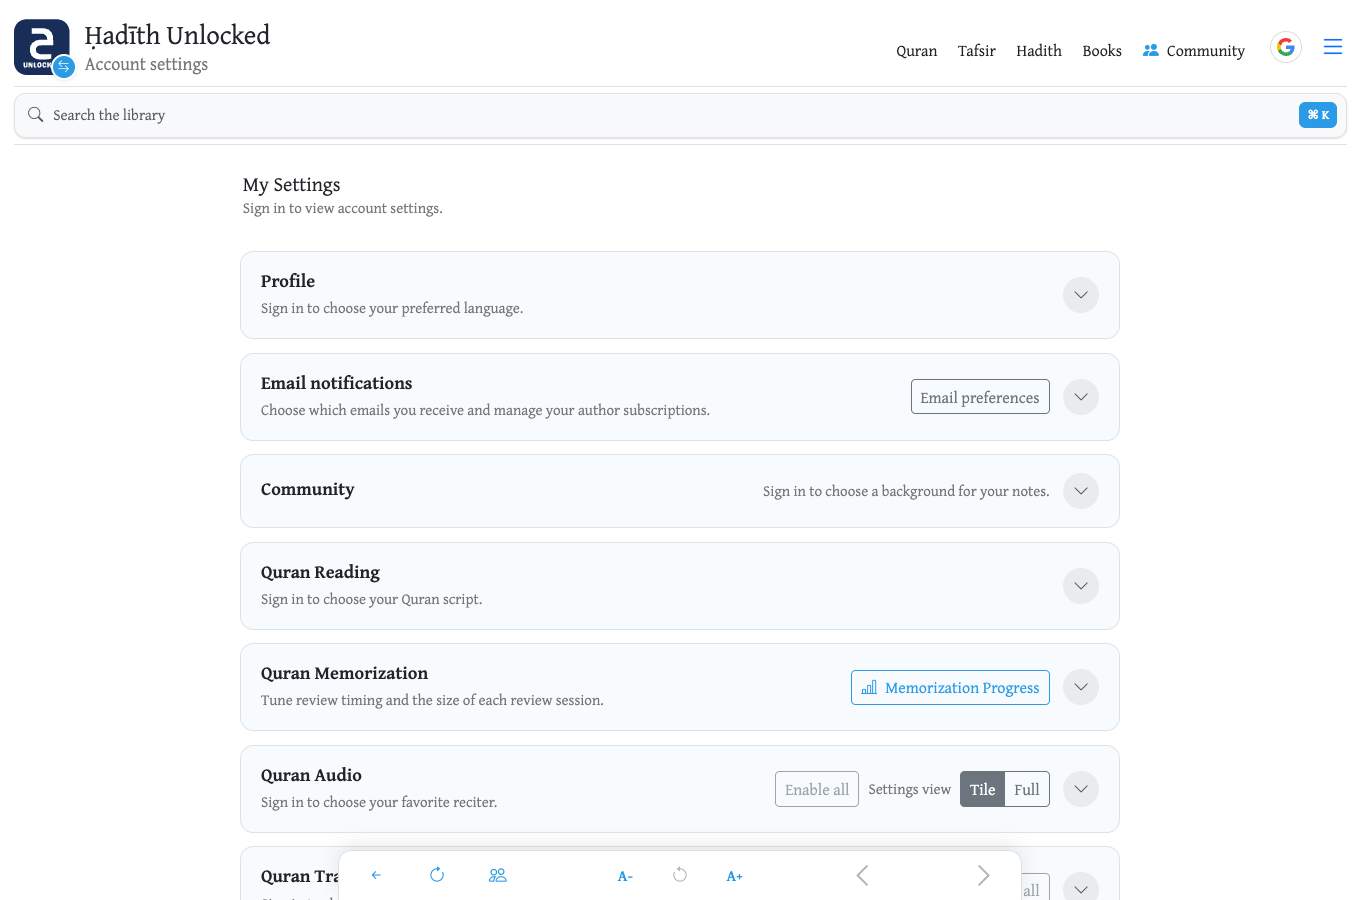 UNLOCK
Ḥadīth Unlocked
Account settings
Quran Tafsir Hadith Books Community
Search the library
⌘ K
My Settings
Sign in to view account settings.
Profile
Sign in to choose your preferred language.
Email notifications
Choose which emails you receive and manage your author subscriptions.
Email preferences
Community
Sign in to choose a background for your notes.
Quran Reading
Sign in to choose your Quran script.
Quran Memorization
Tune review timing and the size of each review session.
Memorization Progress
Quran Audio
Sign in to choose your favorite reciter.
Enable all Settings view Tile Full
Quran
all
A- A+